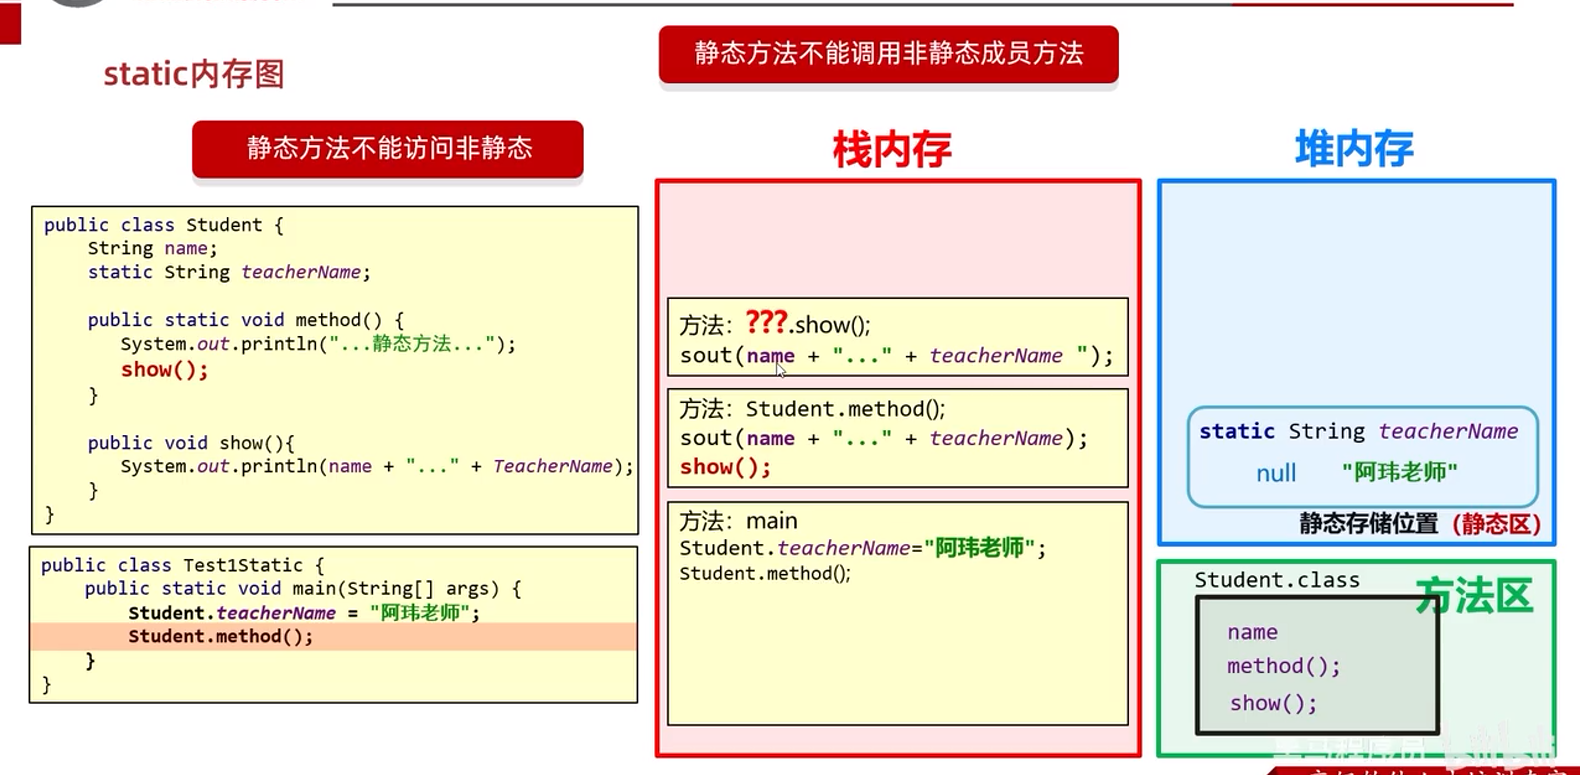 静态方法不能调用非静态成员方法
static内存图
静态方法不能访问非静态
栈内存
堆内存
public class Student {
String name;
static String teacherName;
public static void method() {
System.out.println("...静态方法...");
show();
}
public void show(){
System.out.println(name + "..." + TeacherName);
}
}
public class Test1Static {
public static void main(String[] args) {
Student.teacherName = "阿玮老师";
Student.method();
}
}
方法：???.show();
sout(name + "..." + teacherName ");
方法：Student.method();
sout(name + "..." + teacherName);
show();
方法：main
Student.teacherName="阿玮老师";
Student.method();
static String teacherName
null "阿玮老师"
静态存储位置（静态区）
Student.class
方法区
name
method();
show();